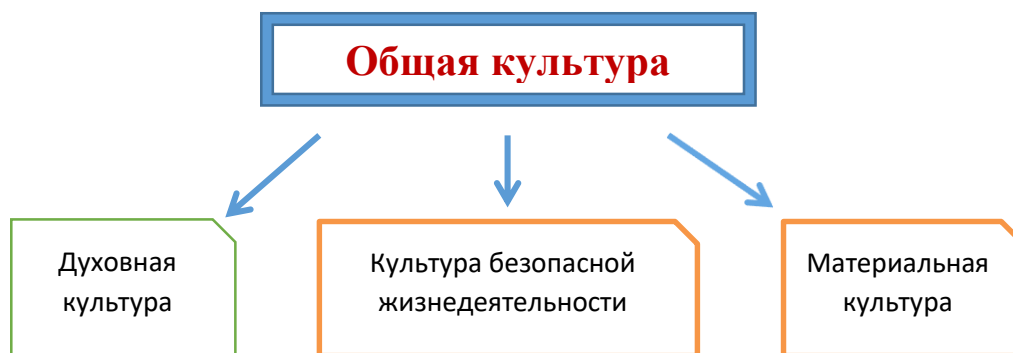 Общая культура
Духовная
культура
Культура безопасной
жизнедеятельности
Материальная
культура